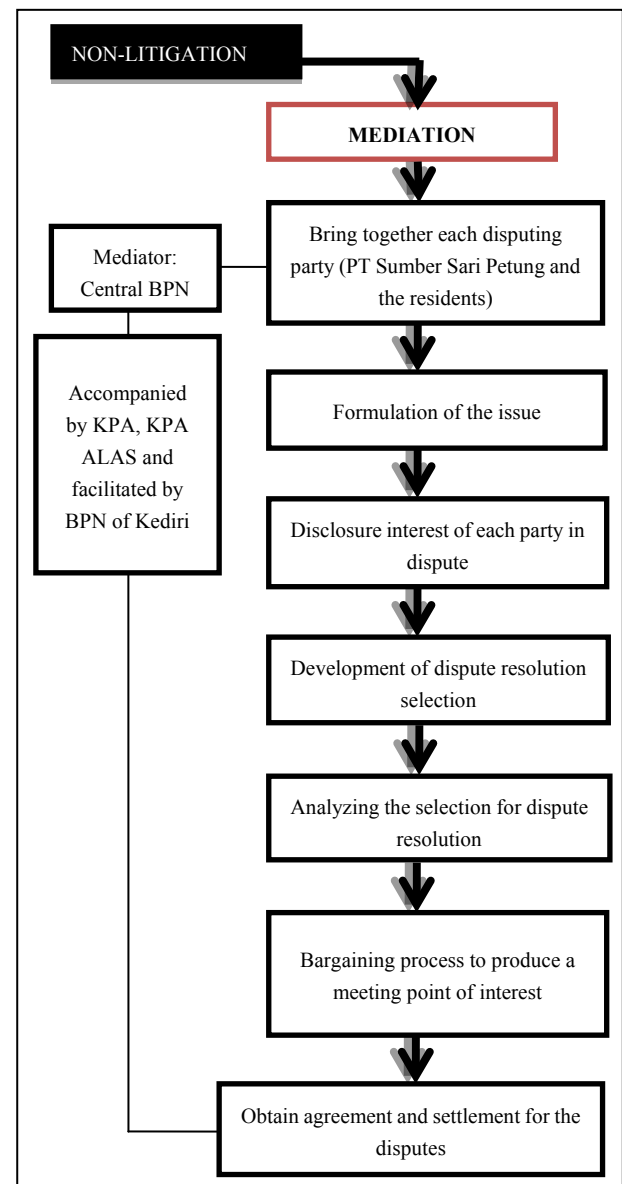 NON-LITIGATION
MEDIATION
Bring together each disputing
party (PT Sumber Sari Petung and
the residents)
Mediator:
Central BPN
Accompanied
by KPA, KPA
ALAS and
facilitated by
BPN of Kediri
Formulation of the issue
Disclosure interest of each party in
dispute
Development of dispute resolution
selection
Analyzing the selection for dispute
resolution
Bargaining process to produce a
meeting point of interest
Obtain agreement and settlement for the
disputes